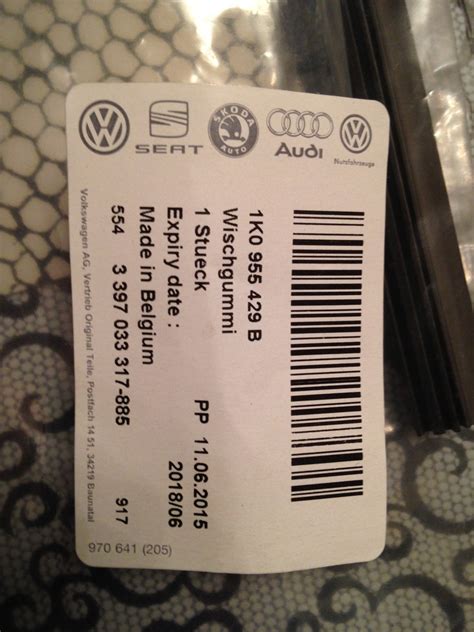 SEAT
ŠKODA
AUTO
Audi
Nutzfahrzeuge
1K0 955 429 B
Wischgummi
1 Stueck PP 11.06.2015
Expiry date : 2018/06
Made in Belgium
554 3 397 033 317-885 917
Volkswagen AG, Vertrieb Original Teile, Postfach 14 51, 34219 Baunatal
970 641 (205)